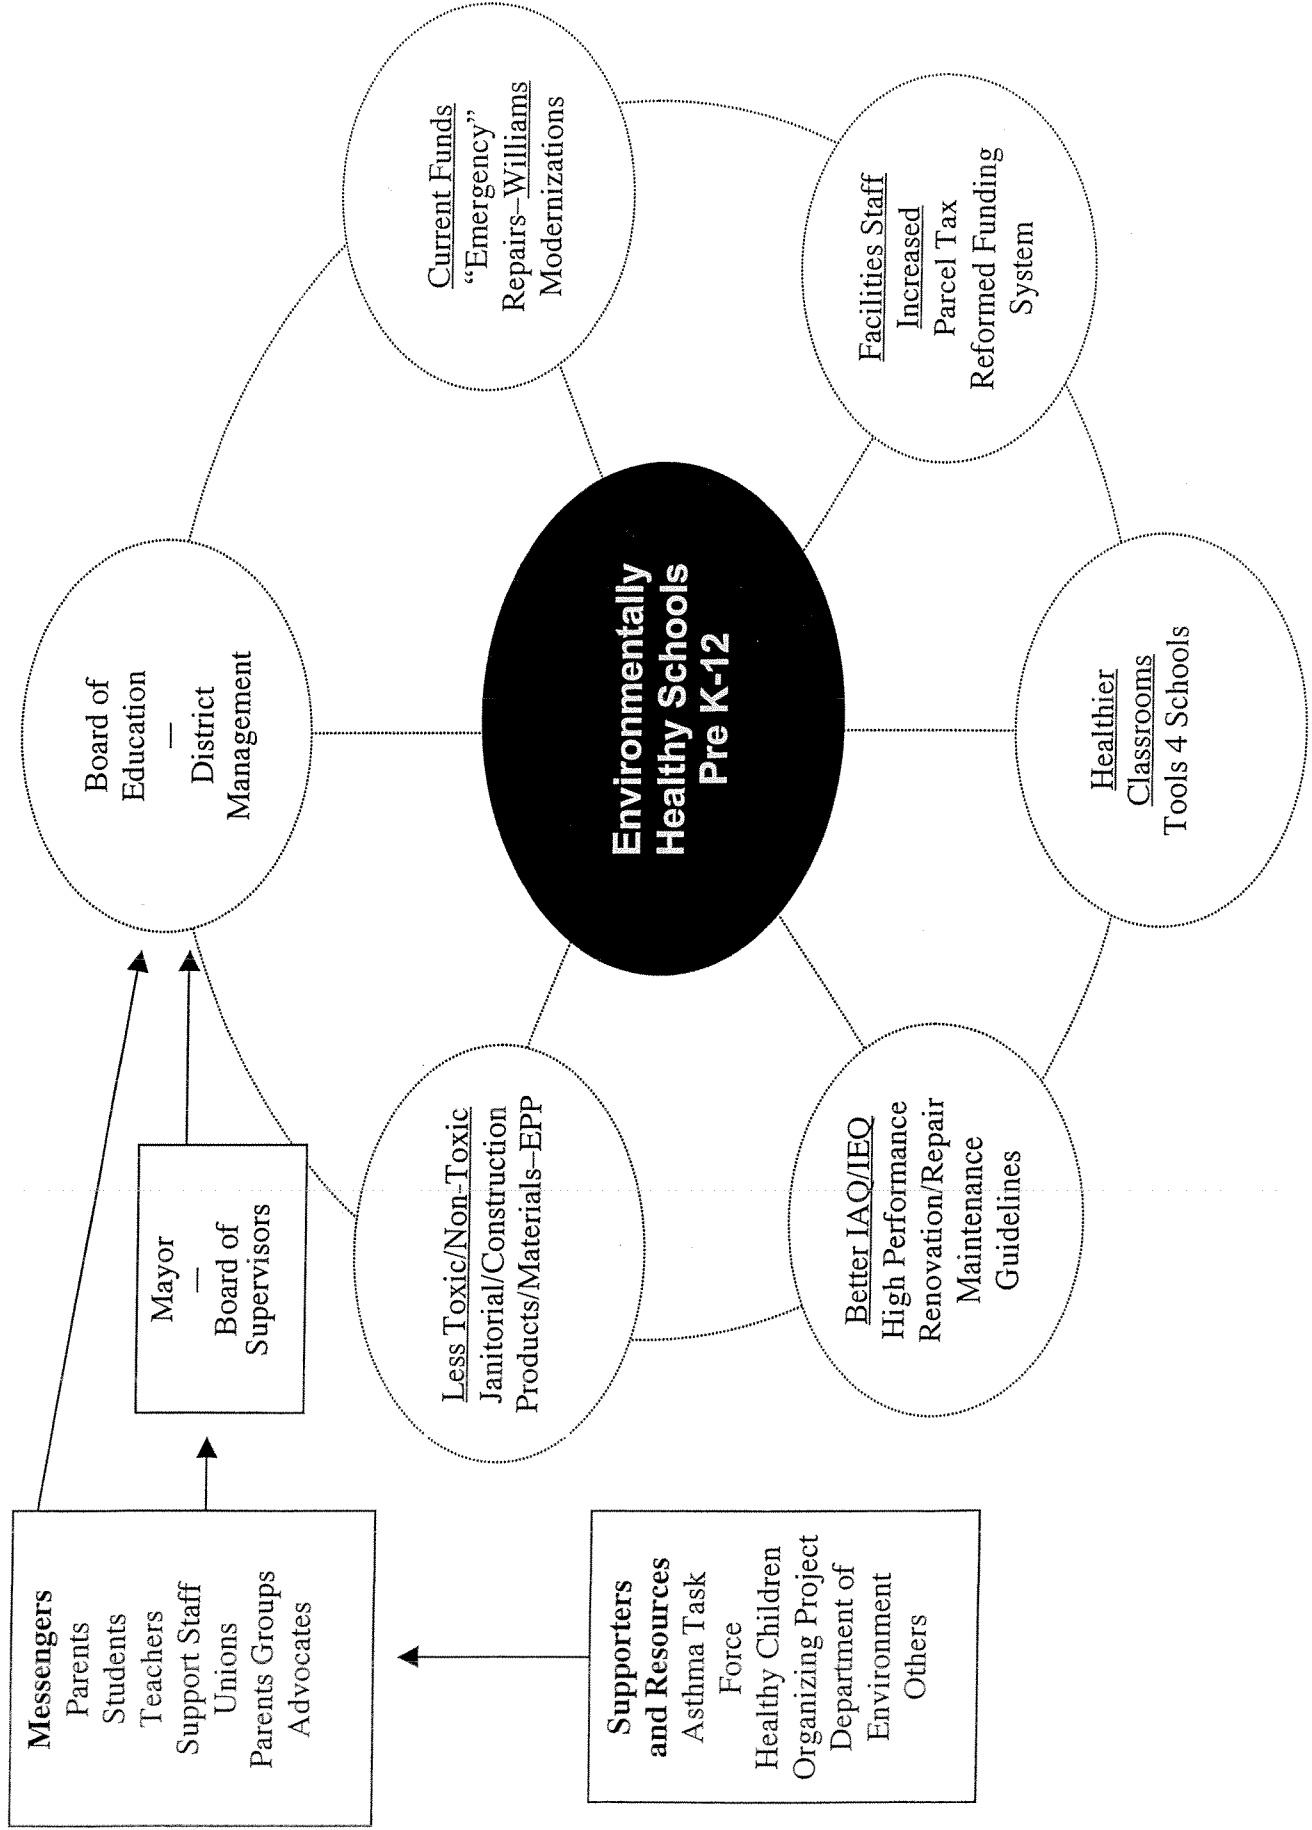 Messengers
Parents
Students
Teachers
Support Staff
Unions
Parents Groups
Advocates
Supporters
and Resources
Asthma Task
Force
Healthy Children
Organizing Project
Department of
Environment
Others
Mayor
—
Board of
Supervisors
Board of
Education
—
District
Management
Current Funds
“Emergency”
Repairs–Williams
Modernizations
Facilities Staff
Increased
Parcel Tax
Reformed Funding
System
Healthier
Classrooms
Tools 4 Schools
Better IAQ/IEQ
High Performance
Renovation/Repair
Maintenance
Guidelines
Less Toxic/Non-Toxic
Janitorial/Construction
Products/Materials–EPP
Environmentally
Healthy Schools
Pre K-12